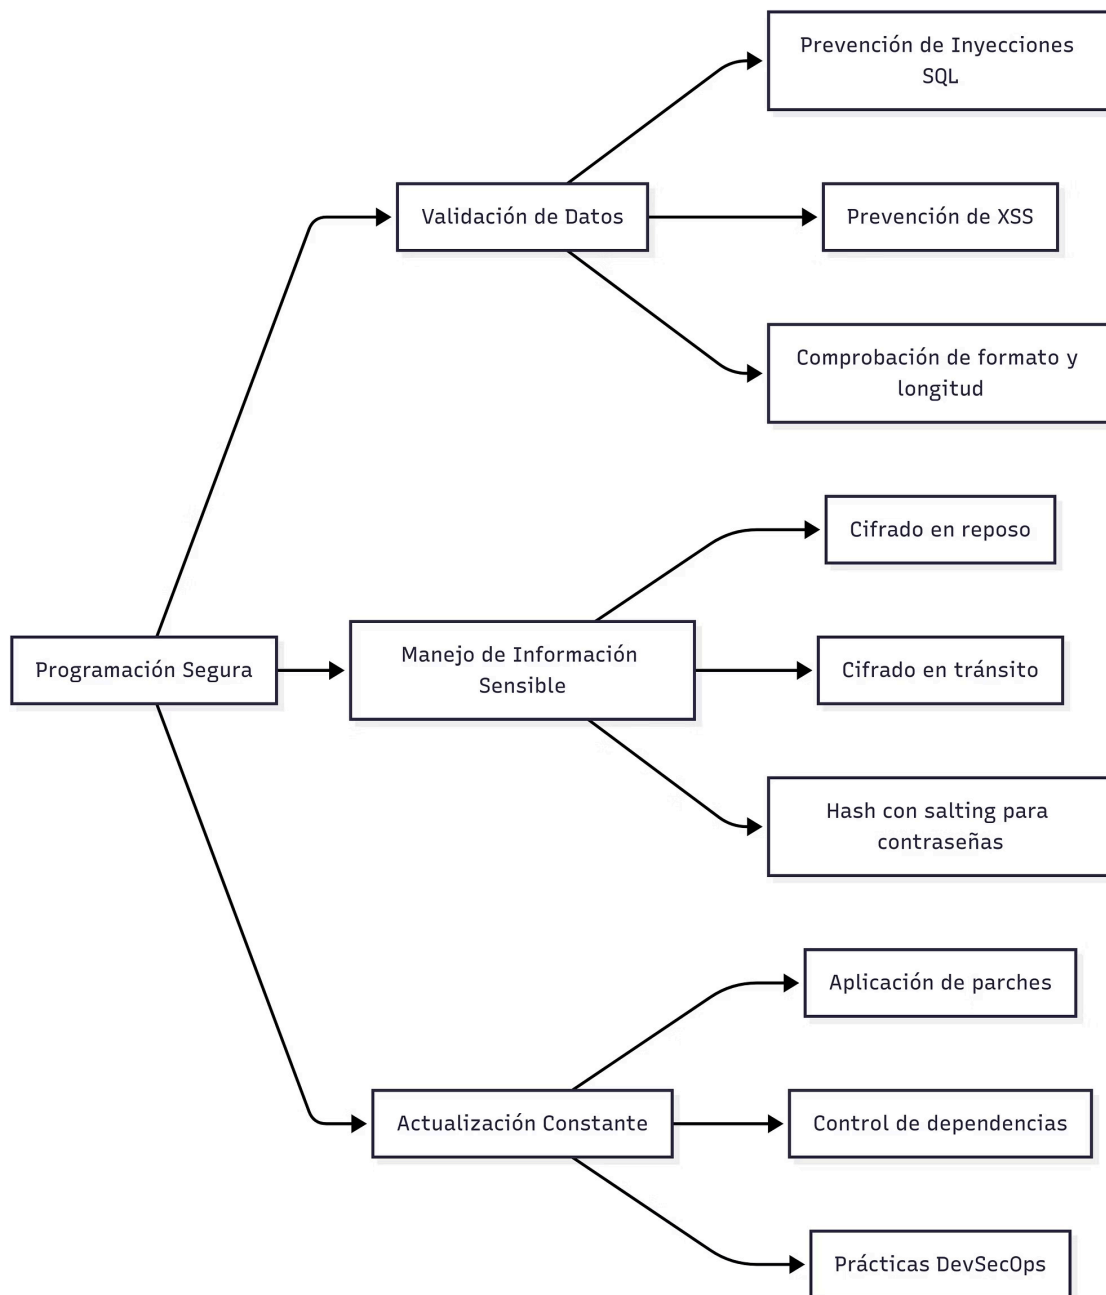 Prevención de Inyecciones
SQL
Validación de Datos
Prevención de XSS
Comprobación de formato y
longitud
Cifrado en reposo
Programación Segura
Manejo de Información
Sensible
Cifrado en tránsito
Hash con salting para
contraseñas
Aplicación de parches
Actualización Constante
Control de dependencias
Prácticas DevSecOps